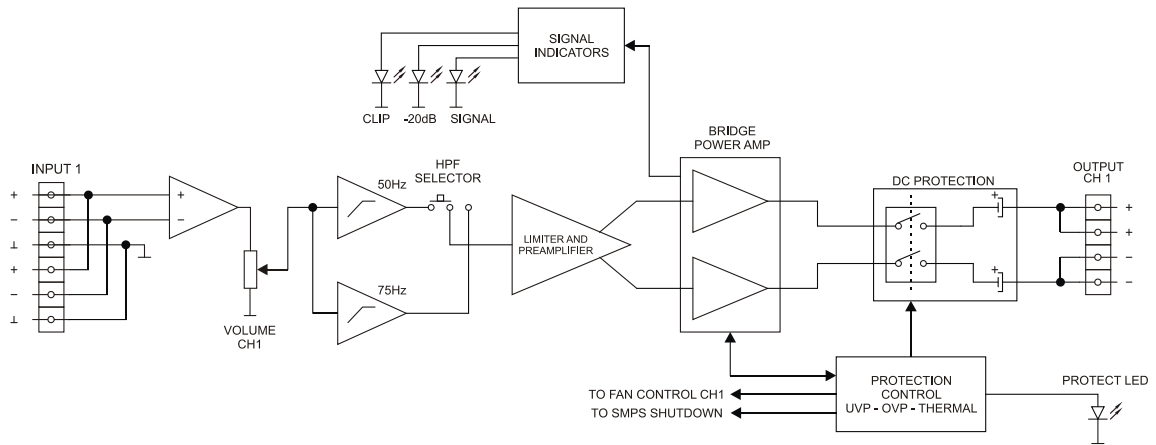 SIGNAL
INDICATORS
CLIP
-20dB
SIGNAL
BRIDGE
POWER AMP
INPUT 1
+
−
⊥
+
−
⊥
+
−
VOLUME
CH1
50Hz
75Hz
HPF
SELECTOR
LIMITER AND
PREAMPLIFIER
DC PROTECTION
+
+
OUTPUT
CH 1
+
+
−
−
PROTECTION
CONTROL
UVP - OVP - THERMAL
TO FAN CONTROL CH1
TO SMPS SHUTDOWN
PROTECT LED